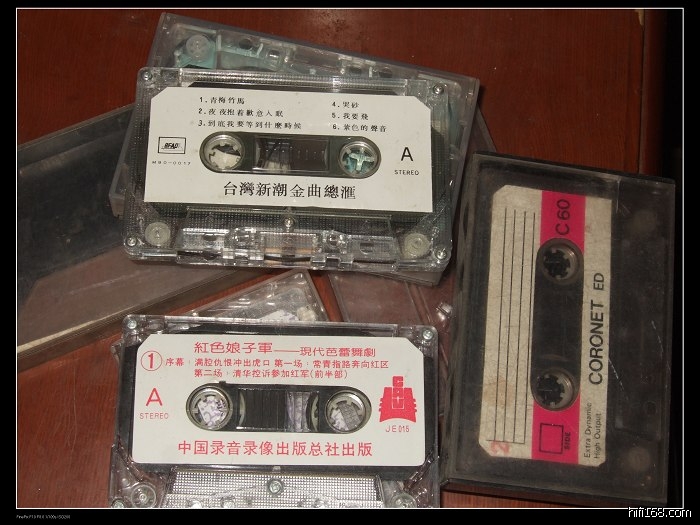 1.青梅竹馬
2.夜夜抱着歉意入眠
3.到底我要等到什麼時候
4.哭砂
5.我要飛
6.紫色的聲音
BEAD
MBO-0017
A
STEREO
台灣新潮金曲總滙
紅色娘子軍——現代芭蕾舞劇
① 序幕：满腔仇恨冲出虎口 第一场：常青指路奔向红区
第二场：清华控诉参加红军(前半部)
A
STEREO
JE015
中国录音录像出版总社出版
C60
CORONET ED
Extra Dynamic
High Output
SIDE
2
hifi168.com